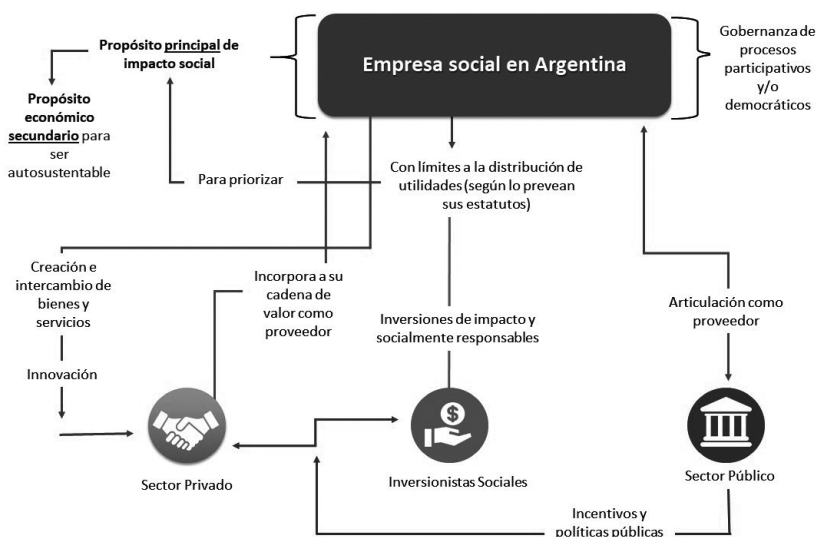 Propósito principal de
impacto social
Empresa social en Argentina
Gobernanza de
procesos
participativos
y/o
democráticos
Propósito
económico
secundario para
ser
autosustentable
Para priorizar
Con límites a la distribución de
utilidades (según lo prevean
sus estatutos)
Creación e
intercambio de
bienes y
servicios
Incorpora a su
cadena de
valor como
proveedor
Inversiones de impacto y
socialmente responsables
Articulación como
proveedor
Innovación
$
Sector Privado
Inversionistas Sociales
Sector Público
Incentivos y
políticas públicas